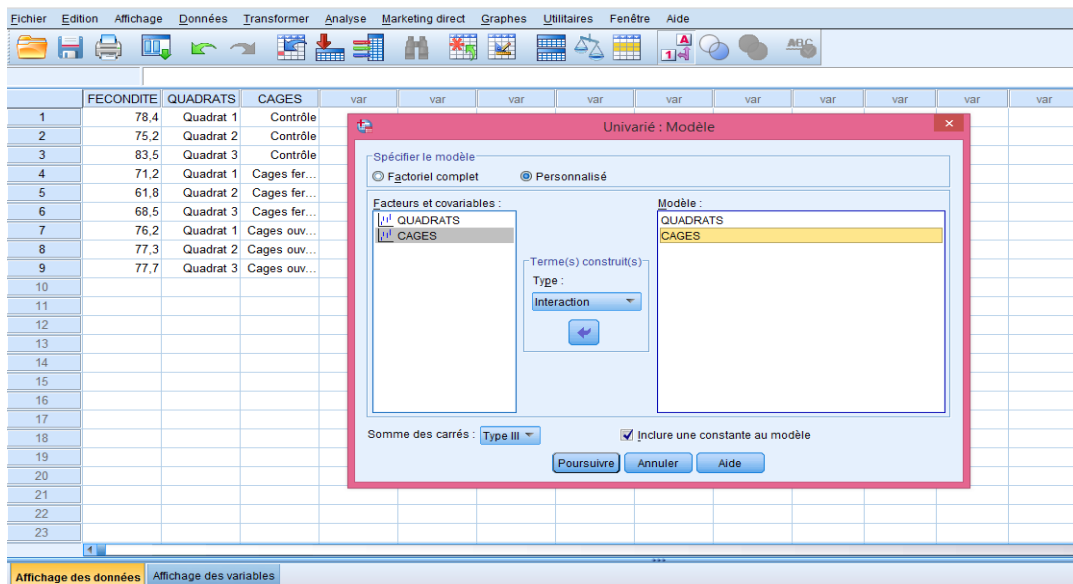 Fichier Edition Affichage Données Transformer Analyse Marketing direct Graphes Utilitaires Fenêtre Aide
A
1
ABC
FECONDITE QUADRATS CAGES var var var var var var var var var var
1 78,4 Quadrat 1 Contrôle
2 75,2 Quadrat 2 Contrôle
3 83,5 Quadrat 3 Contrôle
4 71,2 Quadrat 1 Cages fer...
5 61,8 Quadrat 2 Cages fer...
6 68,5 Quadrat 3 Cages fer...
7 76,2 Quadrat 1 Cages ouv...
8 77,3 Quadrat 2 Cages ouv...
9 77,7 Quadrat 3 Cages ouv...
10
11
12
13
14
15
16
17
18
19
20
21
22
23
Univarié : Modèle
Spécifier le modèle
Factoriel complet Personnalisé
Facteurs et covariables : Modèle :
QUADRATS QUADRATS
CAGES CAGES
Terme(s) construit(s)
Type :
Interaction
Somme des carrés : Type III Inclure une constante au modèle
Poursuivre Annuler Aide
Affichage des données Affichage des variables